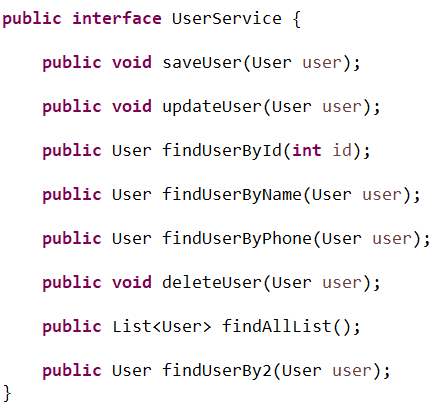 public interface UserService {
public void saveUser(User user);
public void updateUser(User user);
public User findUserById(int id);
public User findUserByName(User user);
public User findUserByPhone(User user);
public void deleteUser(User user);
public List<User> findAllList();
public User findUserBy2(User user);
}